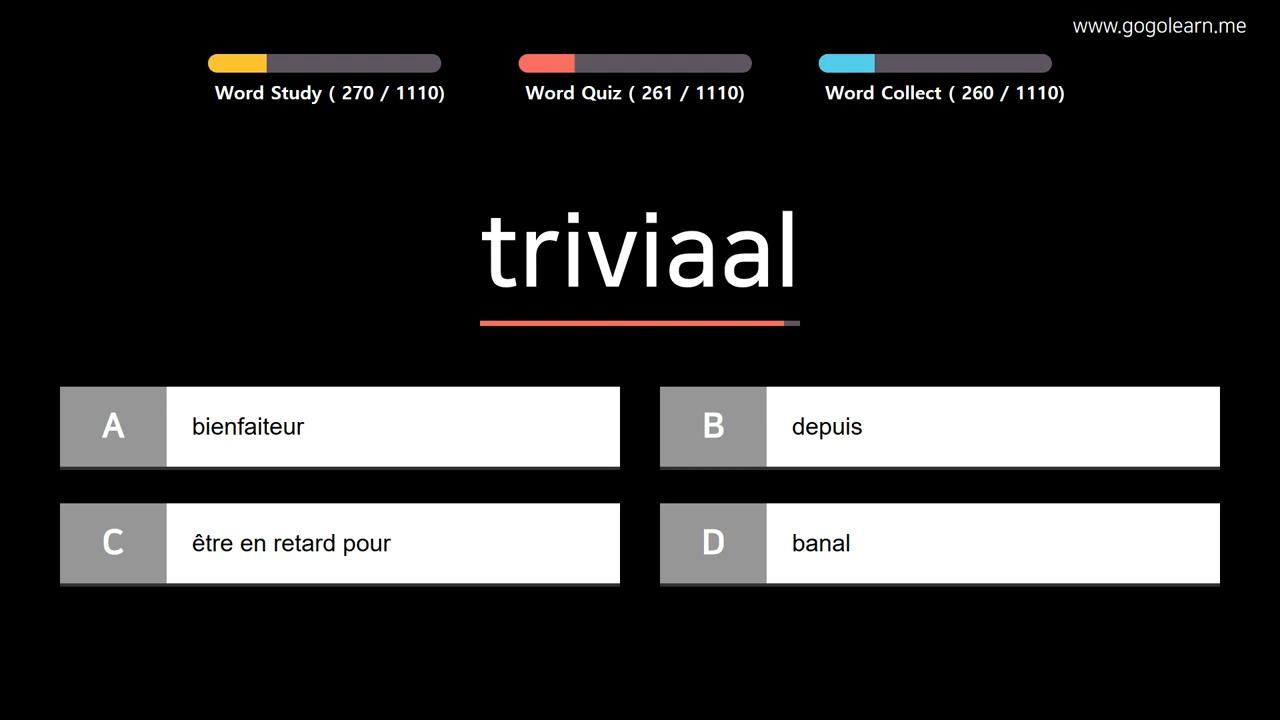 www.gogolearn.me
Word Study ( 270 / 1110)
Word Quiz ( 261 / 1110)
Word Collect ( 260 / 1110)
triviaal
A
bienfaiteur
B
depuis
C
être en retard pour
D
banal